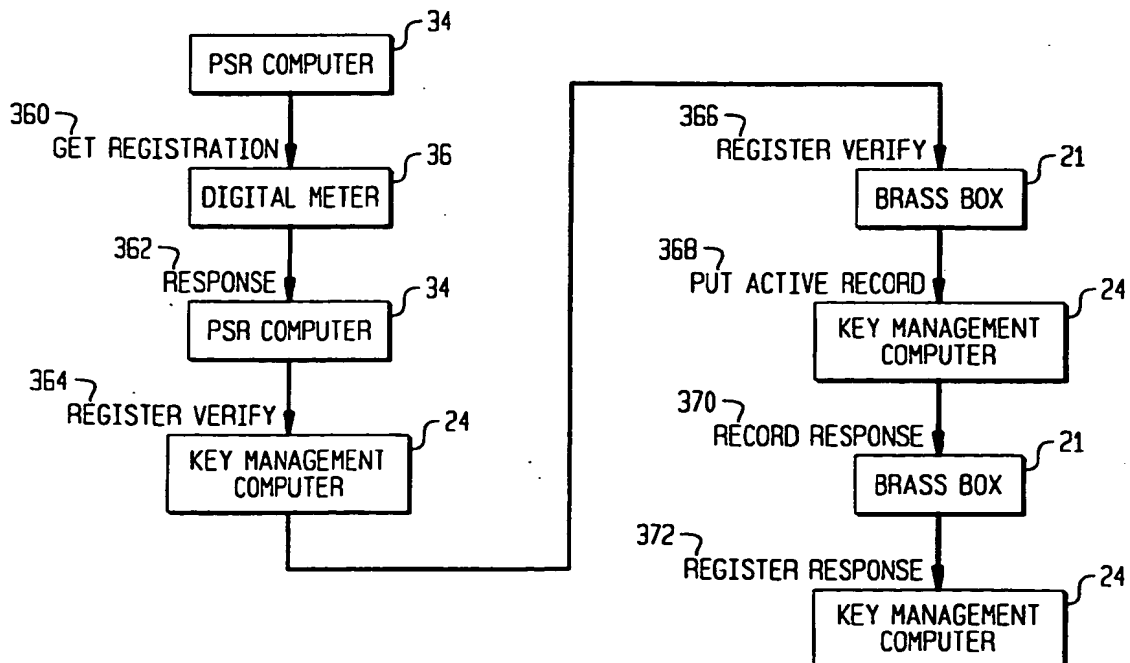 34
PSR COMPUTER
360
GET REGISTRATION
36
DIGITAL METER
362
RESPONSE
34
PSR COMPUTER
364
REGISTER VERIFY
24
KEY MANAGEMENT
COMPUTER
366
REGISTER VERIFY
21
BRASS BOX
368
PUT ACTIVE RECORD
24
KEY MANAGEMENT
COMPUTER
370
RECORD RESPONSE
21
BRASS BOX
372
REGISTER RESPONSE
24
KEY MANAGEMENT
COMPUTER